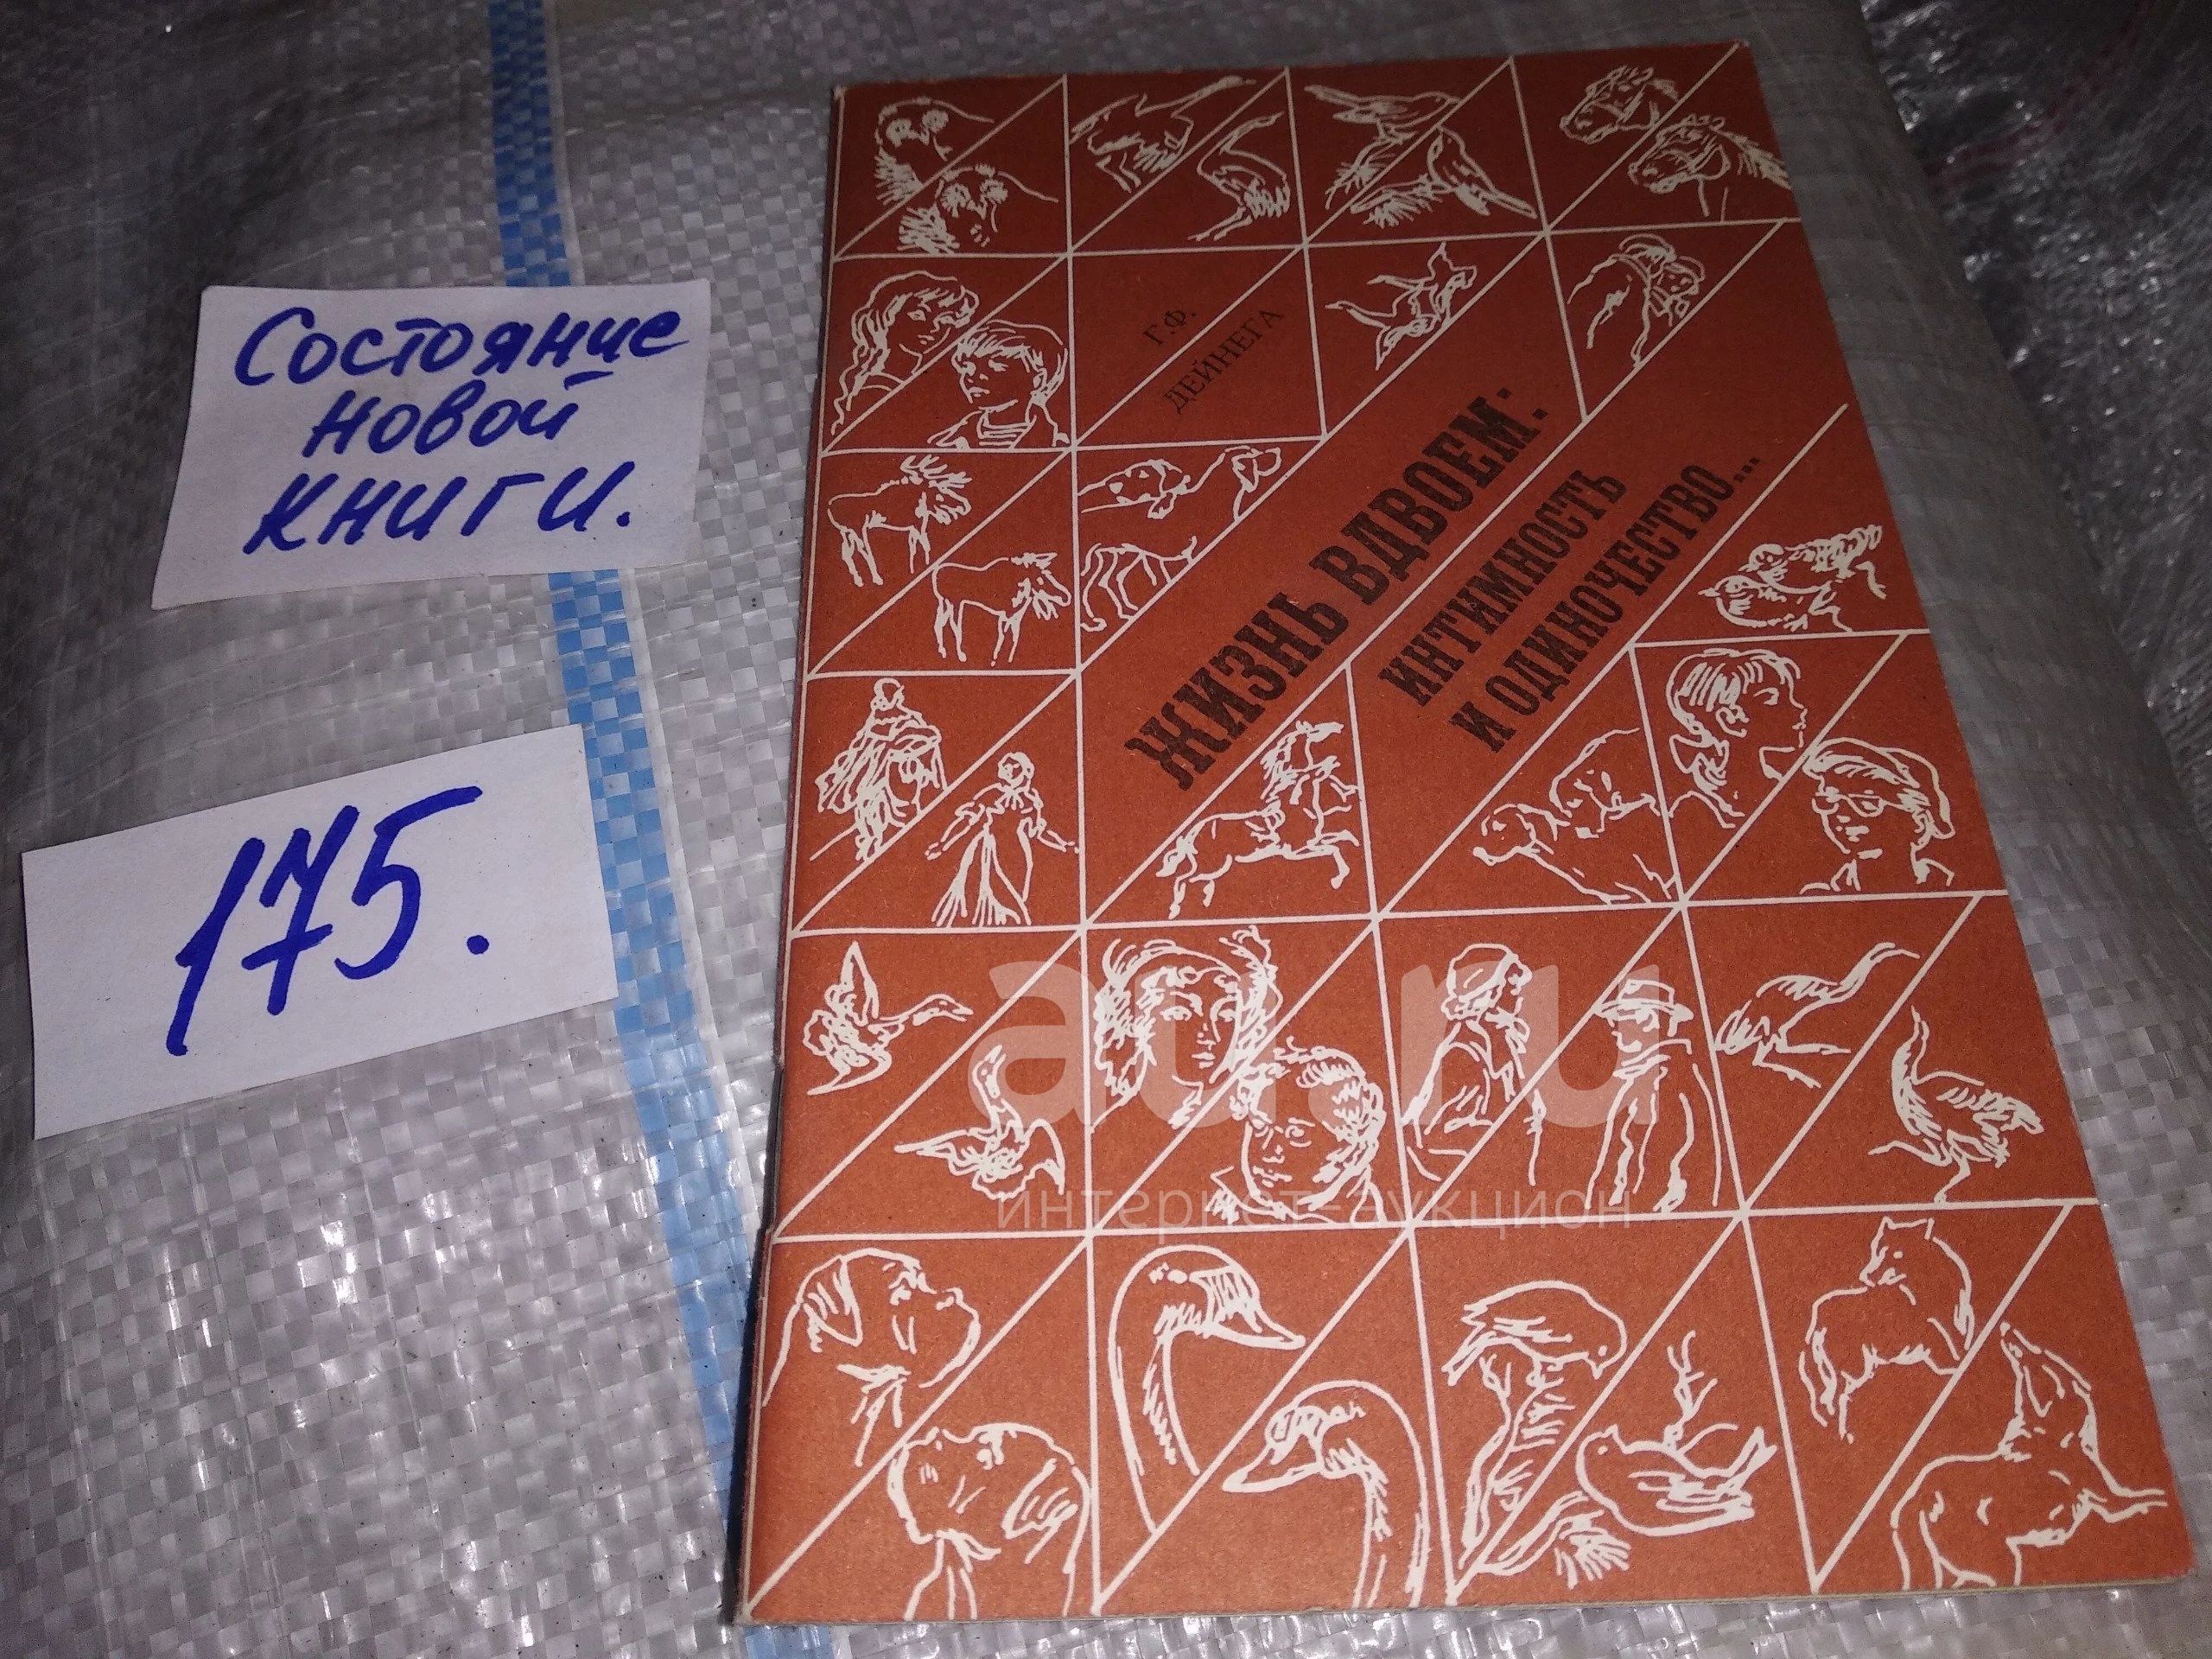 Состояние
новой
книги.
175.
Г.Ф.
ДЕЙНЕГА
ЖИЗНЬ ВДВОЕМ:
ИНТИМНОСТЬ
И ОДИНОЧЕСТВО...
au.ru
интернет-аукцион